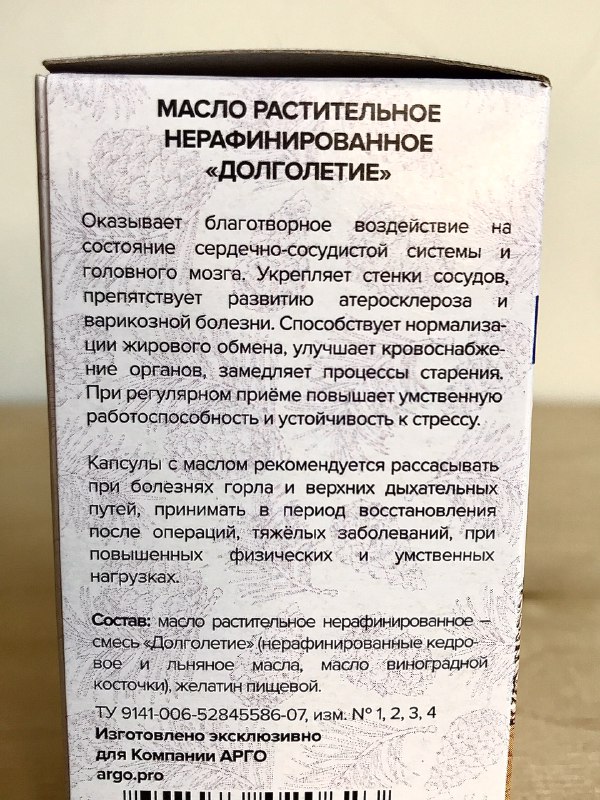 МАСЛО РАСТИТЕЛЬНОЕ
НЕРАФИНИРОВАННОЕ
«ДОЛГОЛЕТИЕ»
Оказывает благотворное воздействие на
состояние сердечно-сосудистой системы и
головного мозга. Укрепляет стенки сосудов,
препятствует развитию атеросклероза и
варикозной болезни. Способствует нормализа-
ции жирового обмена, улучшает кровоснабже-
ние органов, замедляет процессы старения.
При регулярном приёме повышает умственную
работоспособность и устойчивость к стрессу.
Капсулы с маслом рекомендуется рассасывать
при болезнях горла и верхних дыхательных
путей, принимать в период восстановления
после операций, тяжёлых заболеваний, при
повышенных физических и умственных
нагрузках.
Состав: масло растительное нерафинированное –
смесь «Долголетие» (нерафинированные кедро-
вое и льняное масла, масло виноградной
косточки), желатин пищевой.
ТУ 9141-006-52845586-07, изм. № 1, 2, 3, 4
Изготовлено эксклюзивно
для Компании АРГО
argo.pro